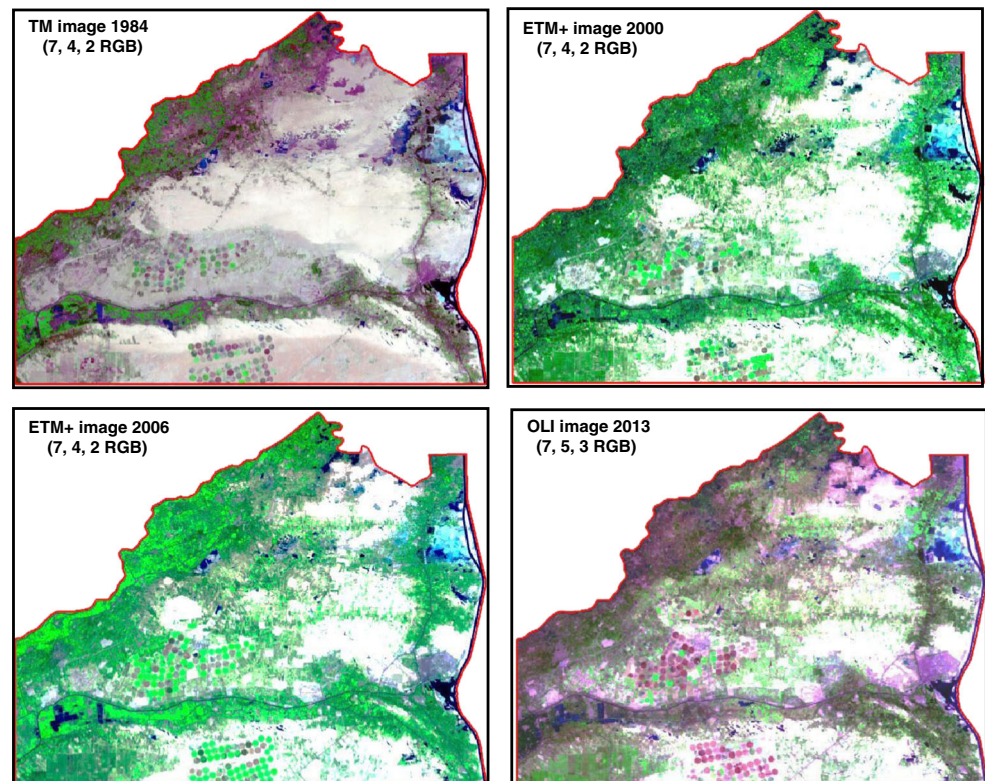 TM image 1984
(7, 4, 2 RGB)
ETM+ image 2000
(7, 4, 2 RGB)
ETM+ image 2006
(7, 4, 2 RGB)
OLI image 2013
(7, 5, 3 RGB)